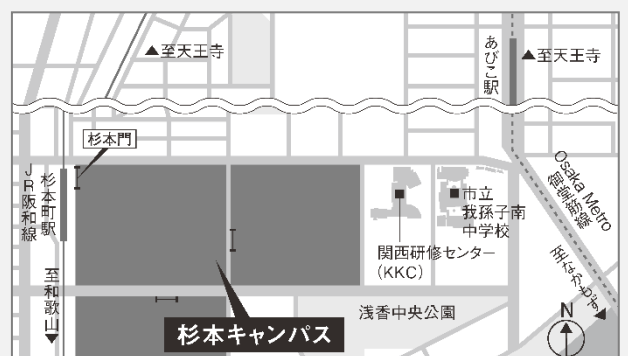 ▲至天王寺
あびこ駅
▲至天王寺
杉本門
JR阪和線
杉本町駅
市立
我孫子南
中学校
Osaka Metro
御堂筋線
関西研修センター
(KKC)
至なかもず▼
至和歌山▼
浅香中央公園
杉本キャンパス
N